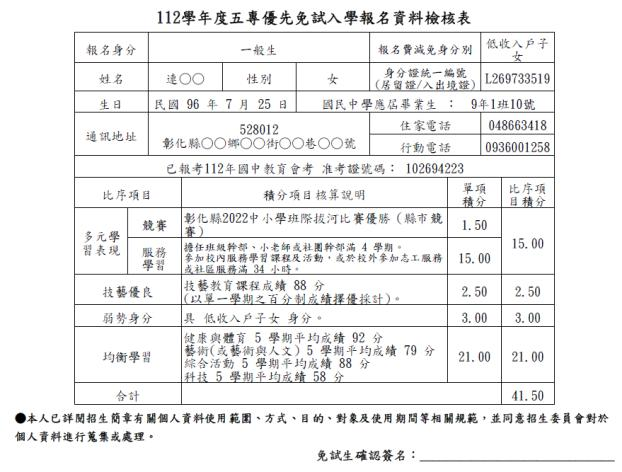 112學年度五專優先免試入學報名資料檢核表
報名身分 一般生 報名費減免身分別 低收入戶子女
姓名 連○○ 性別 女 身分證統一編號(居留證/入出境證) L269733519
生日 民國 96 年 7 月 25 日 國民中學應屆畢業生 ： 9年1班10號
通訊地址 528012 住家電話 048663418
彰化縣○○鄉○○街○○巷○○號 行動電話 0936001258
已報考112年國中教育會考 准考證號碼： 102694223
比序項目 積分項目核算說明 單項積分 比序項目積分
多元學習表現 競賽 彰化縣2022中小學班際拔河比賽優勝（縣市競賽） 1.50 15.00
服務學習 擔任班級幹部、小老師或社團幹部滿 4 學期。
參加校內服務學習課程及活動，或於校外參加志工服務
或社區服務滿 34 小時。 15.00
技藝優良 技藝教育課程成績 88 分
(以單一學期之百分制成績擇優採計)。 2.50 2.50
弱勢身分 具 低收入戶子女 身分。 3.00 3.00
均衡學習 健康與體育 5 學期平均成績 92 分
藝術(或藝術與人文) 5 學期平均成績 79 分
綜合活動 5 學期平均成績 88 分
科技 5 學期平均成績 58 分 21.00 21.00
合計 41.50
●本人已詳閱招生簡章有關個人資料使用範圍、方式、目的、對象及使用期間等相關規範，並同意招生委員會對於
個人資料進行蒐集或處理。
免試生確認簽名：